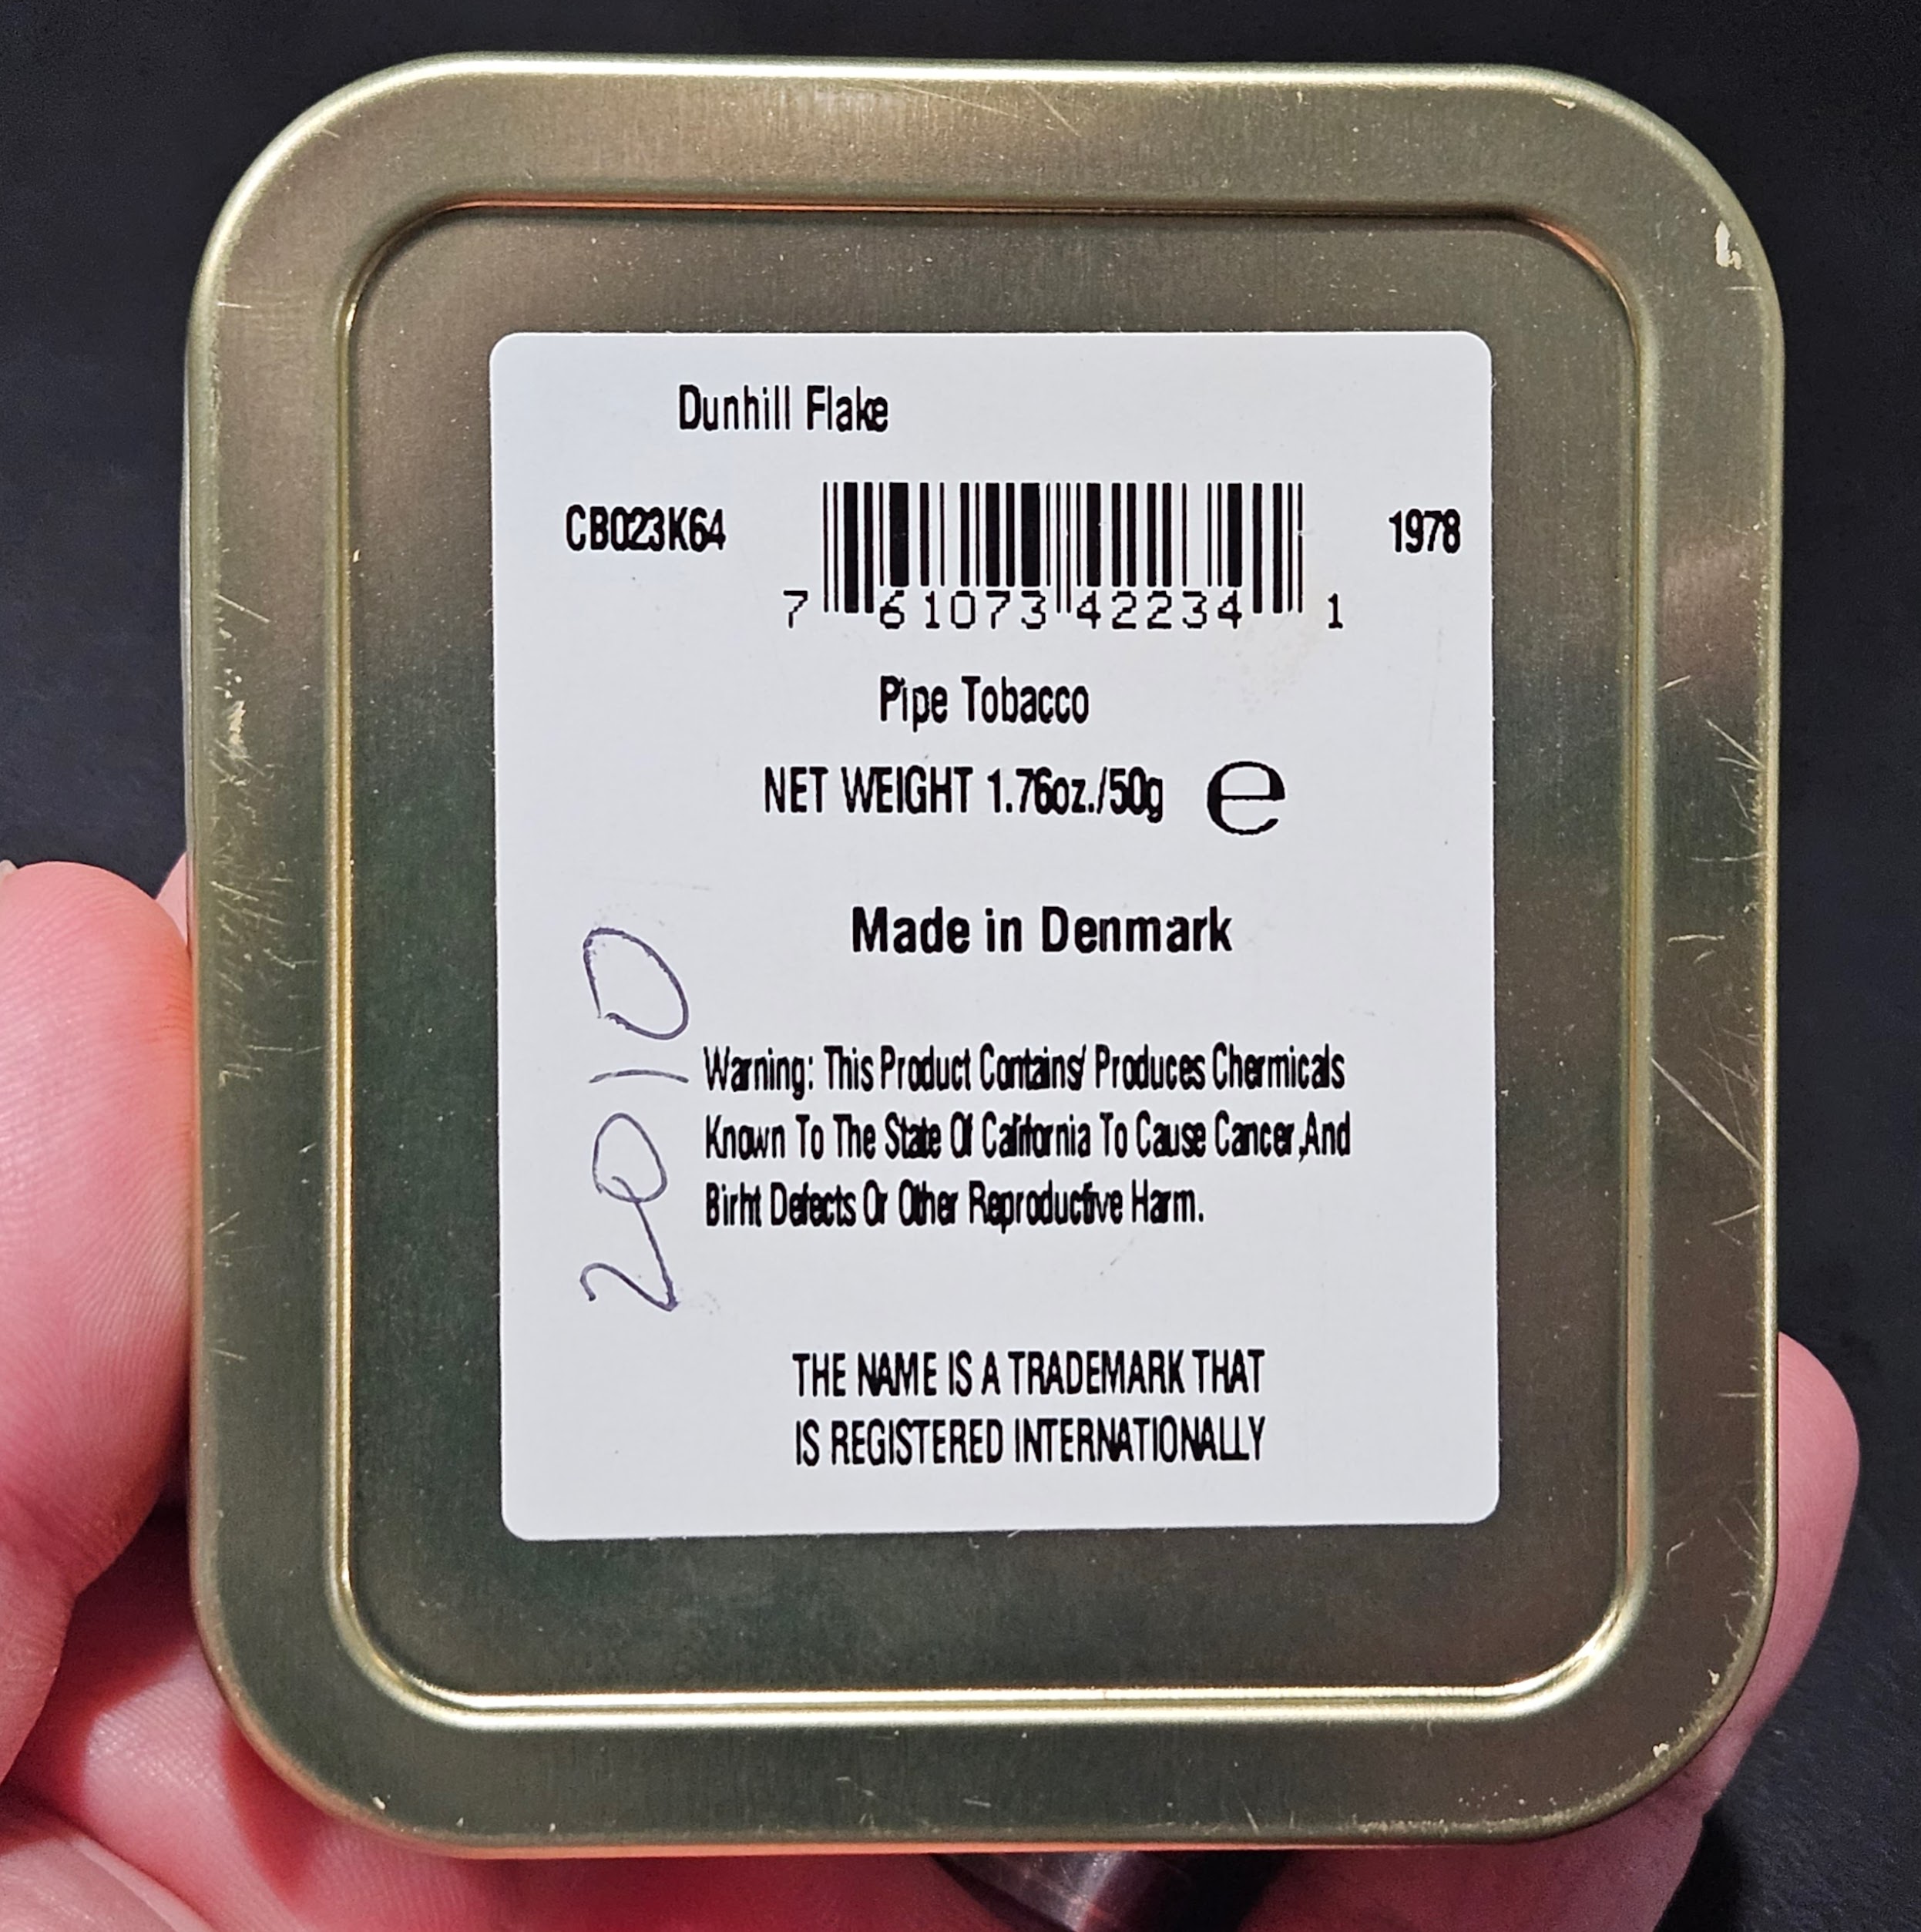 Dunhill Flake
CB023K64
1978
7 61073 42234 1
Pipe Tobacco
NET WEIGHT 1.76oz./50g e
Made in Denmark
2010
Warning: This Product Contains/ Produces Chermicals
Known To The State Of California To Cause Cancer,And
Birht Defects Or Other Reproductive Harm.
THE NAME IS A TRADEMARK THAT
IS REGISTERED INTERNATIONALLY